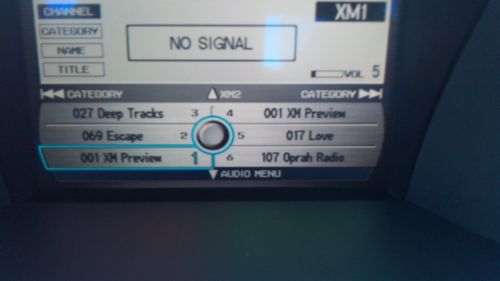 CHANNEL XM1
CATEGORY
NAME
TITLE
NO SIGNAL
VOL 5
CATEGORY XM2 CATEGORY
027 Deep Tracks 3 4 001 XM Preview
069 Escape 2 5 017 Love
001 XM Preview 1 6 107 Oprah Radio
AUDIO MENU